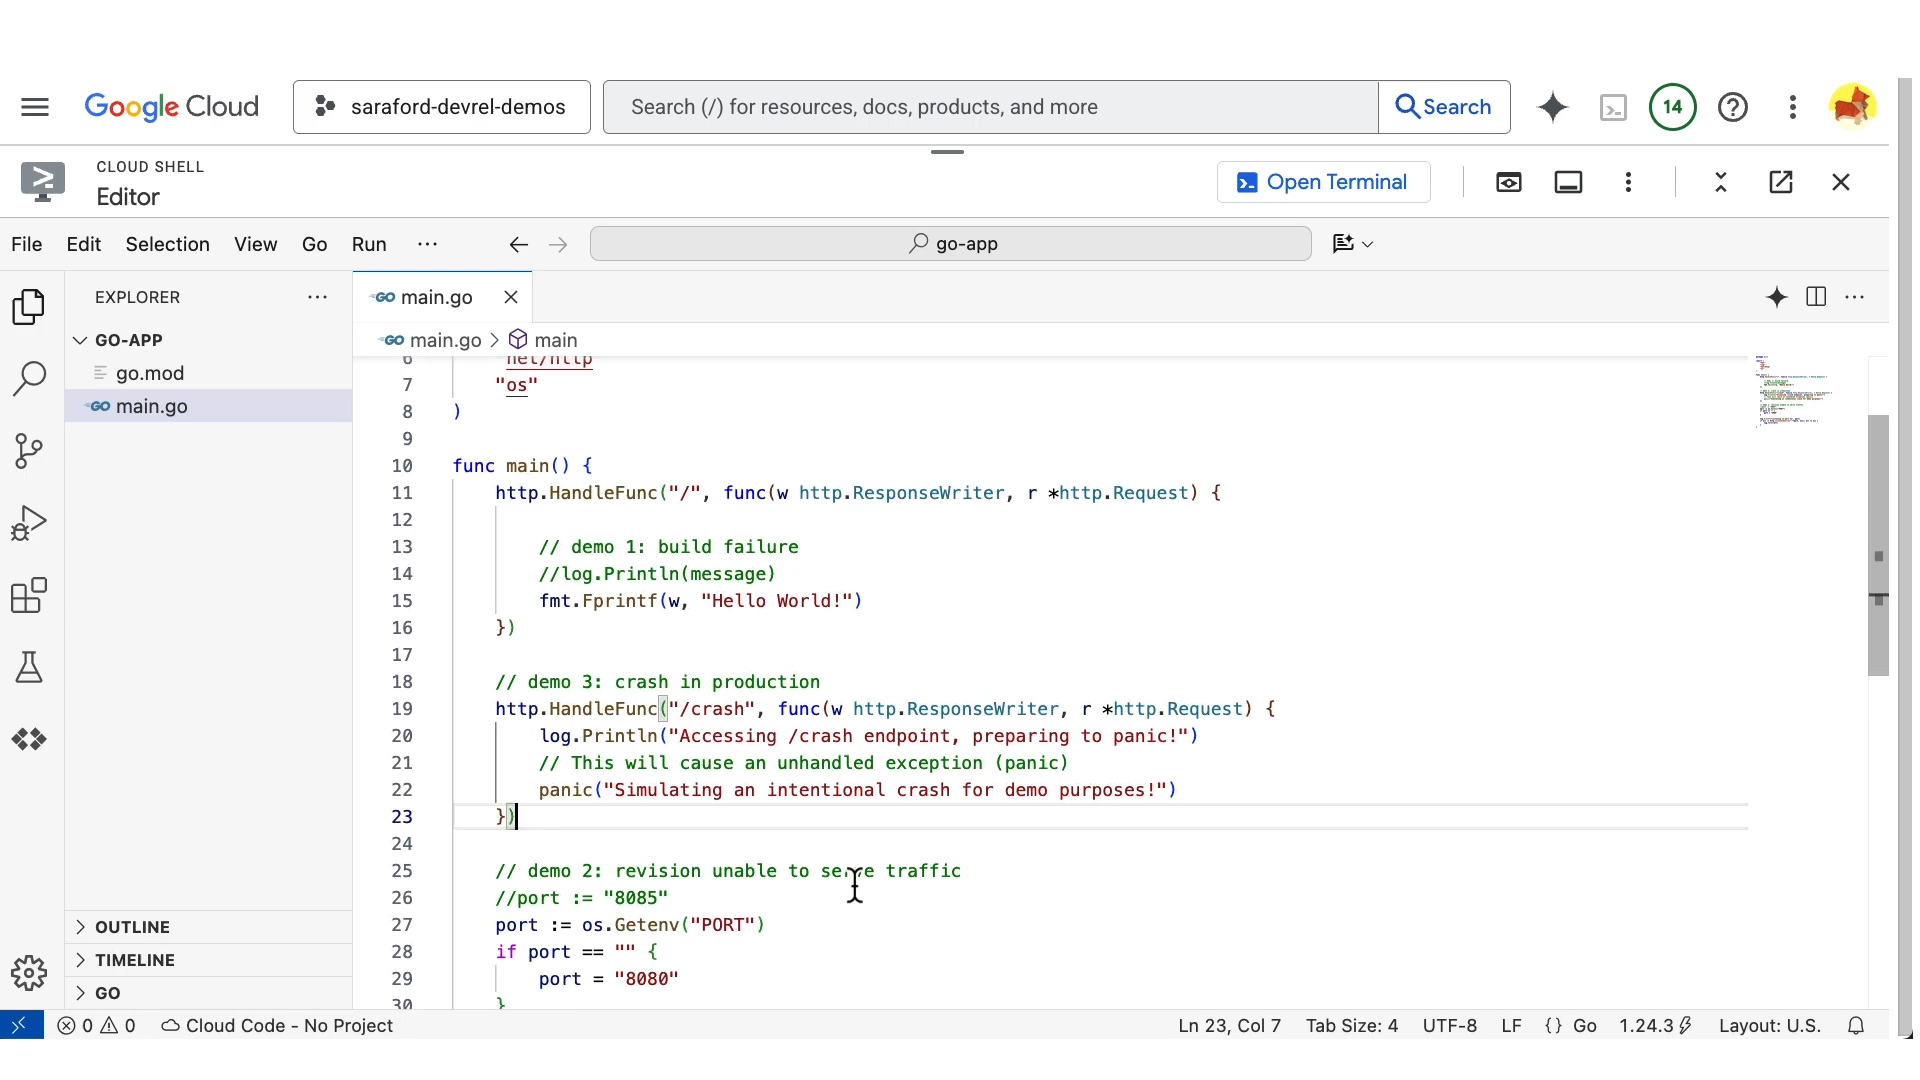 Google Cloud
saraford-devrel-demos
Search (/) for resources, docs, products, and more
Search
14
CLOUD SHELL
Editor
Open Terminal
File Edit Selection View Go Run ···
go-app
EXPLORER
GO-APP
go.mod
main.go
OUTLINE
TIMELINE
GO
main.go
main.go > main
6 net/http
7 "os"
8 )
9
10 func main() {
11 http.HandleFunc("/", func(w http.ResponseWriter, r *http.Request) {
12
13 // demo 1: build failure
14 //log.Println(message)
15 fmt.Fprintf(w, "Hello World!")
16 })
17
18 // demo 3: crash in production
19 http.HandleFunc("/crash", func(w http.ResponseWriter, r *http.Request) {
20 log.Println("Accessing /crash endpoint, preparing to panic!")
21 // This will cause an unhandled exception (panic)
22 panic("Simulating an intentional crash for demo purposes!")
23 })
24
25 // demo 2: revision unable to serve traffic
26 //port := "8085"
27 port := os.Getenv("PORT")
28 if port == "" {
29 port = "8080"
30 }
0 0 Cloud Code - No Project
Ln 23, Col 7 Tab Size: 4 UTF-8 LF {} Go 1.24.3 Layout: U.S.